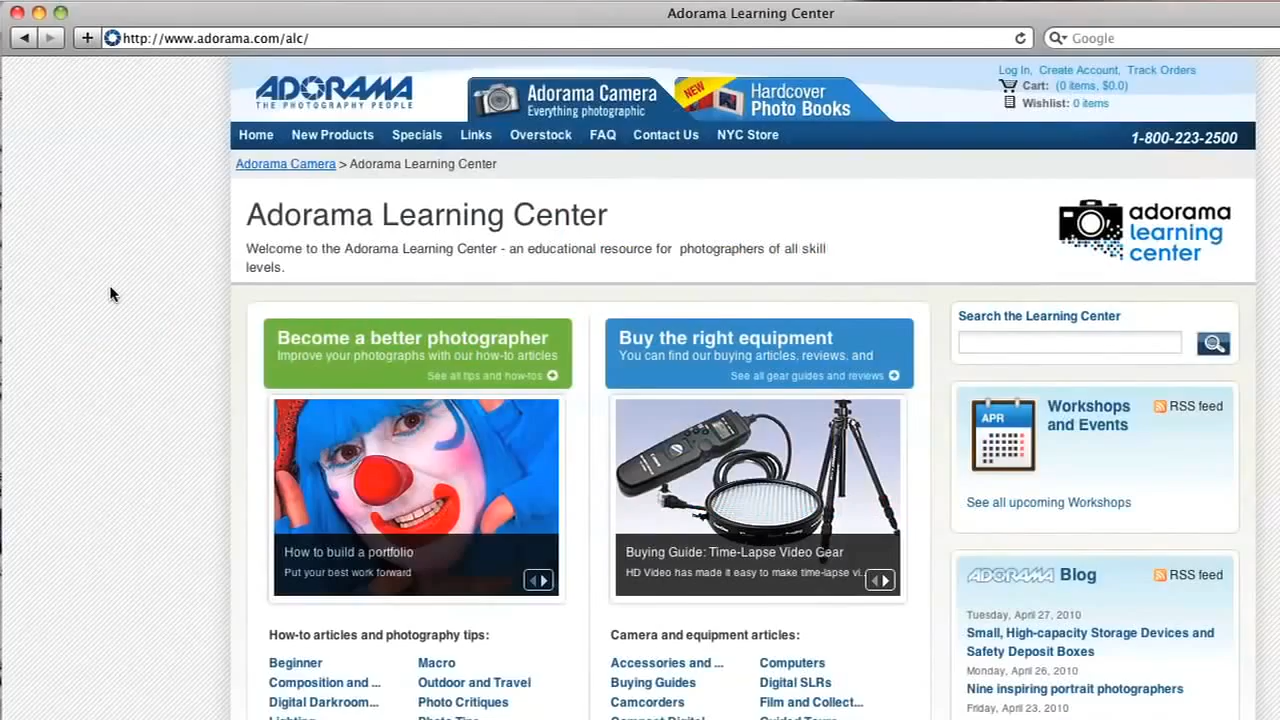 Adorama Learning Center
http://www.adorama.com/alc/
Google
ADORAMA
THE PHOTOGRAPHY PEOPLE
Adorama Camera
Everything photographic
NEW
Hardcover
Photo Books
Log In, Create Account, Track Orders
Cart: (0 items, $0.0)
Wishlist: 0 items
Home New Products Specials Links Overstock FAQ Contact Us NYC Store
1-800-223-2500
Adorama Camera > Adorama Learning Center
Adorama Learning Center
Welcome to the Adorama Learning Center - an educational resource for photographers of all skill
levels.
adorama
learning
center
Become a better photographer
Improve your photographs with our how-to articles
See all tips and how-tos
Buy the right equipment
You can find our buying articles, reviews, and
See all gear guides and reviews
Search the Learning Center
APR
Workshops
and Events
RSS feed
See all upcoming Workshops
How to build a portfolio
Put your best work forward
Buying Guide: Time-Lapse Video Gear
HD Video has made it easy to make time-lapse vi...
ADORAMA Blog
RSS feed
Tuesday, April 27, 2010
Small, High-capacity Storage Devices and
Safety Deposit Boxes
Monday, April 26, 2010
Nine inspiring portrait photographers
Friday, April 23, 2010
How-to articles and photography tips:
Beginner Macro
Composition and ... Outdoor and Travel
Digital Darkroom... Photo Critiques
Lighting Photo Tips
Camera and equipment articles:
Accessories and ... Computers
Buying Guides Digital SLRs
Camcorders Film and Collect...
Compact Digital Guided Tours